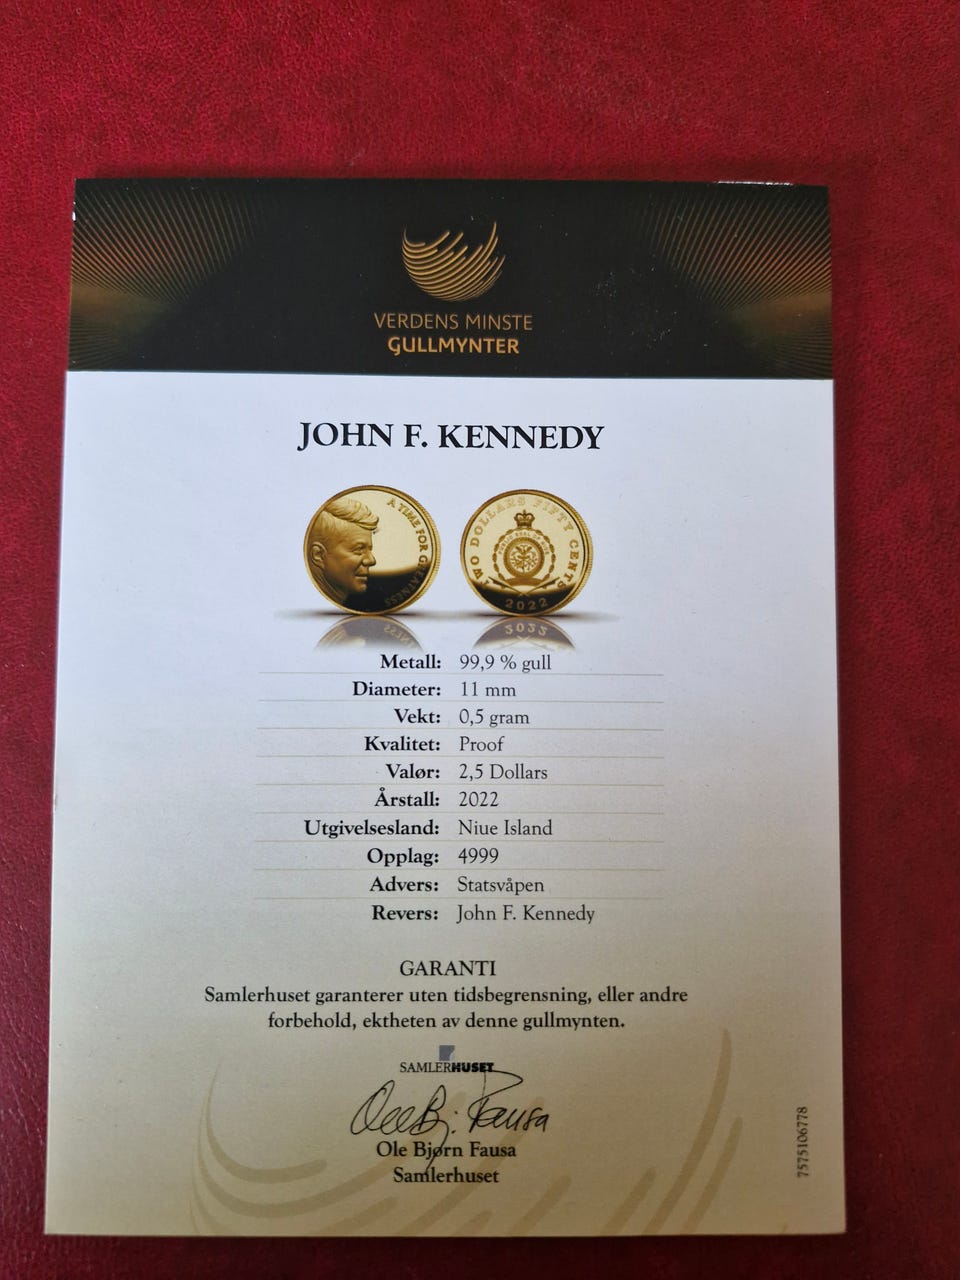 VERDENS MINSTE
GULLMYNTER
JOHN F. KENNEDY
A TIME FOR GREATNESS
TWO DOLLARS FIFTY CENTS
2022
Metall: 99,9 % gull
Diameter: 11 mm
Vekt: 0,5 gram
Kvalitet: Proof
Valør: 2,5 Dollars
Årstall: 2022
Utgivelsesland: Niue Island
Opplag: 4999
Advers: Statsvåpen
Revers: John F. Kennedy
GARANTI
Samlerhuset garanterer uten tidsbegrensning, eller andre
forbehold, ektheten av denne gullmynten.
SAMLERHUSET
Ole Bj. Fausa
Ole Bjørn Fausa
Samlerhuset
7575106778